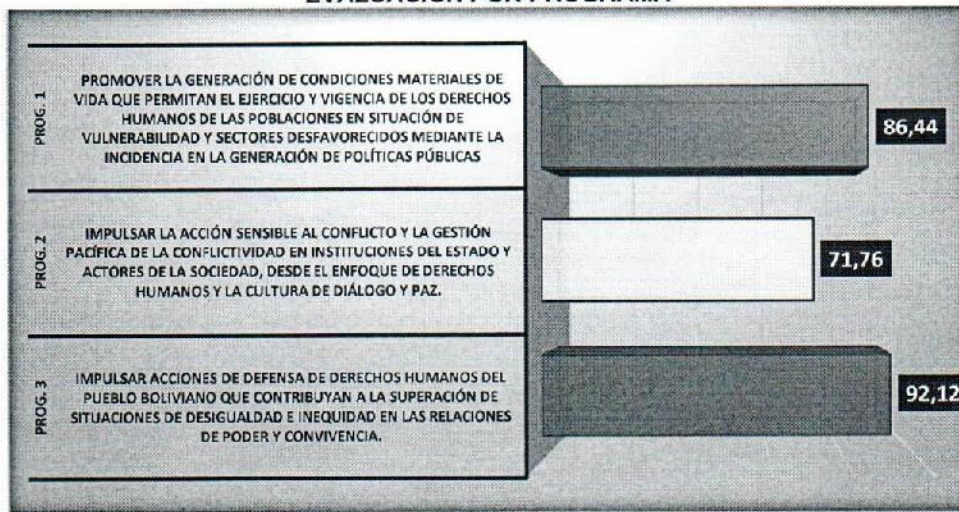 EVALUACIÓN POR PROGRAMA
PROG. 1
PROMOVER LA GENERACIÓN DE CONDICIONES MATERIALES DE
VIDA QUE PERMITAN EL EJERCICIO Y VIGENCIA DE LOS DERECHOS
HUMANOS DE LAS POBLACIONES EN SITUACIÓN DE
VULNERABILIDAD Y SECTORES DESFAVORECIDOS MEDIANTE LA
INCIDENCIA EN LA GENERACIÓN DE POLÍTICAS PÚBLICAS
86,44
PROG. 2
IMPULSAR LA ACCIÓN SENSIBLE AL CONFLICTO Y LA GESTIÓN
PACÍFICA DE LA CONFLICTIVIDAD EN INSTITUCIONES DEL ESTADO Y
ACTORES DE LA SOCIEDAD, DESDE EL ENFOQUE DE DERECHOS
HUMANOS Y LA CULTURA DE DIÁLOGO Y PAZ.
71,76
PROG. 3
IMPULSAR ACCIONES DE DEFENSA DE DERECHOS HUMANOS DEL
PUEBLO BOLIVIANO QUE CONTRIBUYAN A LA SUPERACIÓN DE
SITUACIONES DE DESIGUALDAD E INEQUIDAD EN LAS RELACIONES
DE PODER Y CONVIVENCIA.
92,12